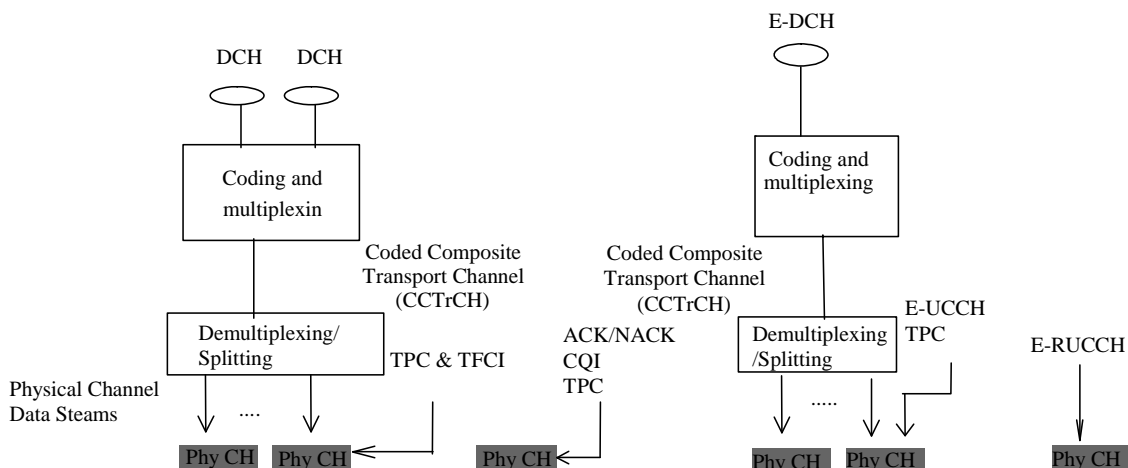 E-DCH
DCH
DCH
Coding and
multiplexin
Coding and
multiplexing
Coded Composite
Transport Channel
(CCTrCH)
Coded Composite
Transport Channel
(CCTrCH)
Demultiplexing/
Splitting
TPC & TFCI
ACK/NACK
CQI
TPC
Demultiplexing
/Splitting
E-UCCH
TPC
E-RUCCH
Physical Channel
Data Steams
....
.....
Phy CH
Phy CH
Phy CH
Phy CH
Phy CH
Phy CH